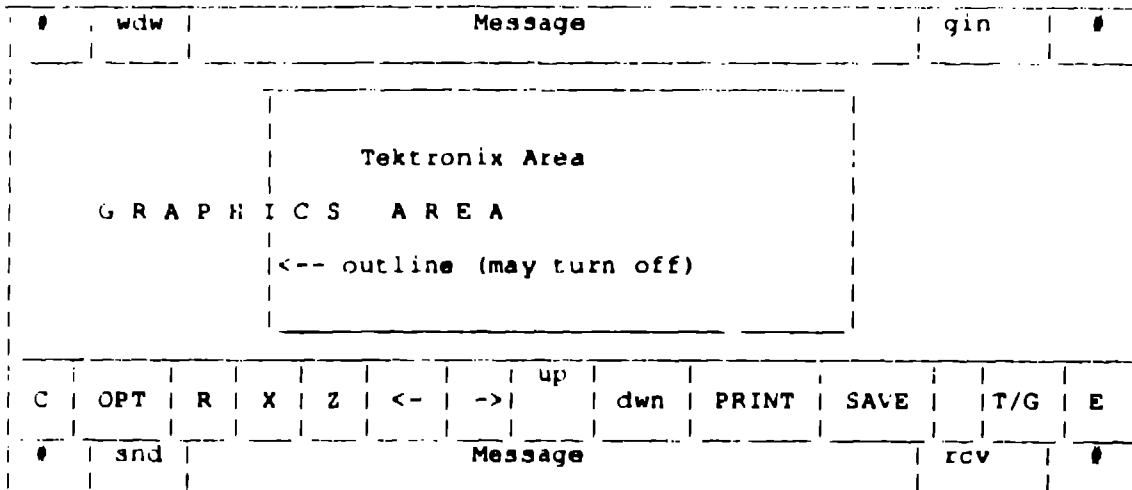 # wdw Message gin #
Tektronix Area
G R A P H I C S A R E A
<-- outline (may turn off)
C OPT R X Z <- -> up dwn PRINT SAVE T/G E
# snd Message rcv #